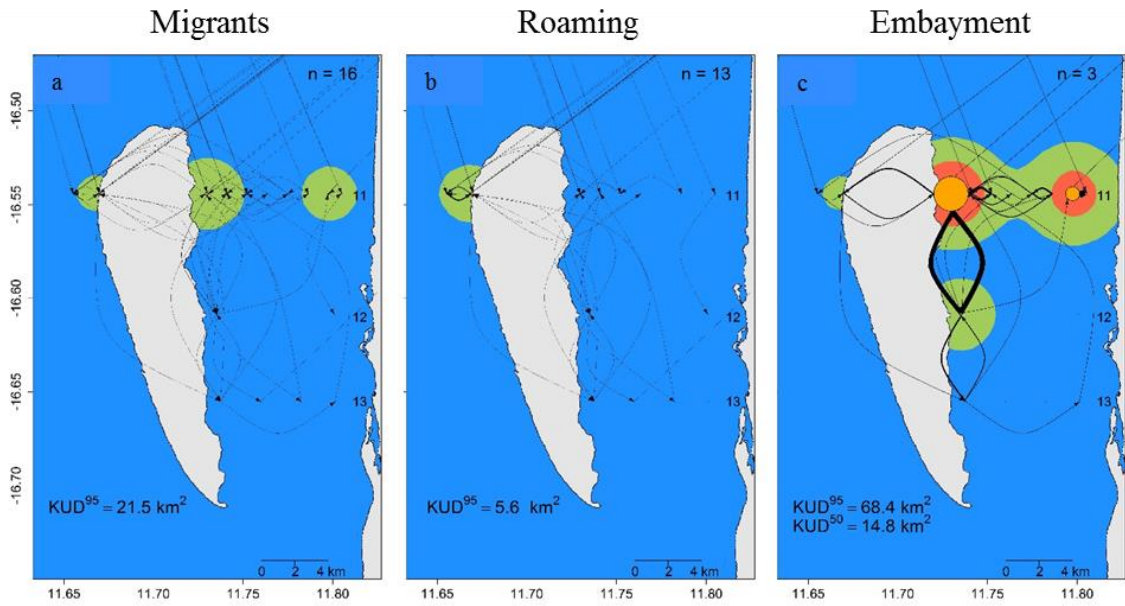 Migrants
Roaming
Embayment
a
n = 16
b
n = 13
c
n = 3
-16.50
-16.55
-16.60
-16.65
-16.70
11
12
13
11
12
13
11
12
13
KUD95 = 21.5 km2
KUD95 = 5.6 km2
KUD95 = 68.4 km2
KUD50 = 14.8 km2
0 2 4 km
0 2 4 km
0 2 4 km
11.65 11.70 11.75 11.80
11.65 11.70 11.75 11.80
11.65 11.70 11.75 11.80